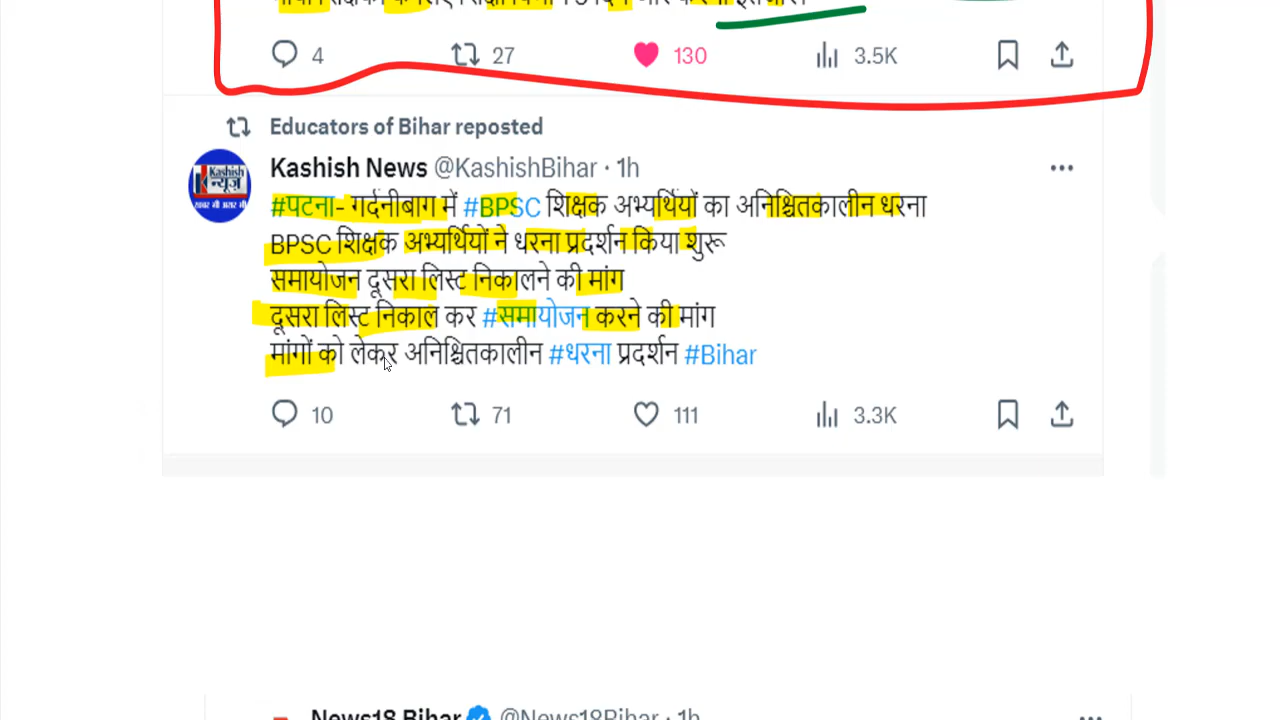 4 27 130 3.5K
Educators of Bihar reposted
Kashish News @KashishBihar · 1h
Kashish
न्यूज़
#पटना- गर्दनीबाग में #BPSC शिक्षक अभ्यर्थियों का अनिश्चितकालीन धरना
BPSC शिक्षक अभ्यर्थियों ने धरना प्रदर्शन किया शुरू
समायोजन दूसरा लिस्ट निकालने की मांग
दूसरा लिस्ट निकाल कर #समायोजन करने की मांग
मांगों को लेकर अनिश्चितकालीन #धरना प्रदर्शन #Bihar
10 71 111 3.3K
News18 Bihar @News18Bihar · 1h